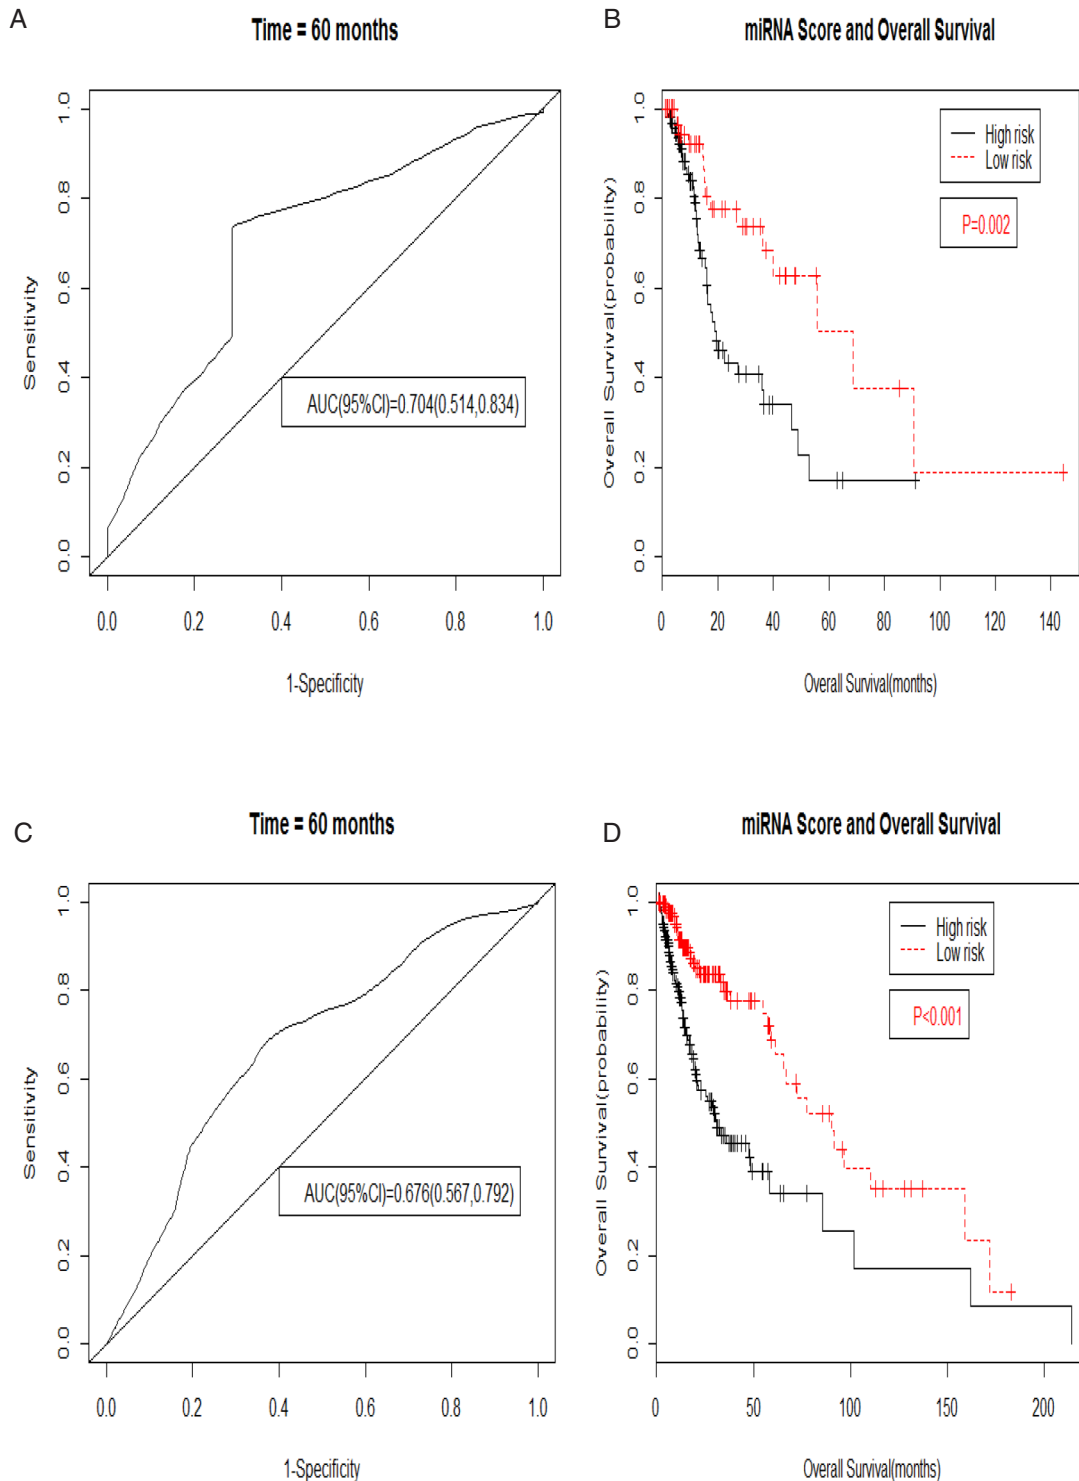 A
Time = 60 months
1.0
0.8
0.6
0.4
0.2
0.0
Sensitivity
AUC(95%CI)=0.704(0.514,0.834)
0.0 0.2 0.4 0.6 0.8 1.0
1-Specificity
B
miRNA Score and Overall Survival
1.0
0.8
0.6
0.4
0.2
0.0
Overall Survival(probability)
High risk
Low risk
P=0.002
0 20 40 60 80 100 120 140
Overall Survival(months)
C
Time = 60 months
1.0
0.8
0.6
0.4
0.2
0.0
Sensitivity
AUC(95%CI)=0.676(0.567,0.792)
0.0 0.2 0.4 0.6 0.8 1.0
1-Specificity
D
miRNA Score and Overall Survival
1.0
0.8
0.6
0.4
0.2
0.0
Overall Survival(probability)
High risk
Low risk
P<0.001
0 50 100 150 200
Overall Survival(months)